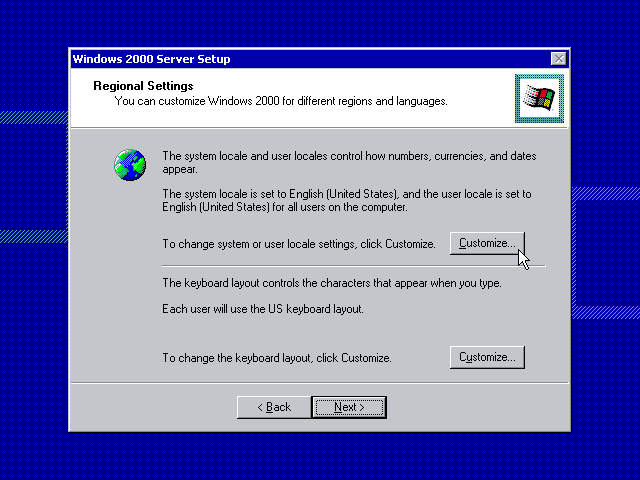 Windows 2000 Server Setup
Regional Settings
You can customize Windows 2000 for different regions and languages.
The system locale and user locales control how numbers, currencies, and dates
appear.
The system locale is set to English (United States), and the user locale is set to
English (United States) for all users on the computer.
To change system or user locale settings, click Customize.
Customize...
The keyboard layout controls the characters that appear when you type.
Each user will use the US keyboard layout.
To change the keyboard layout, click Customize.
Customize...
< Back
Next >